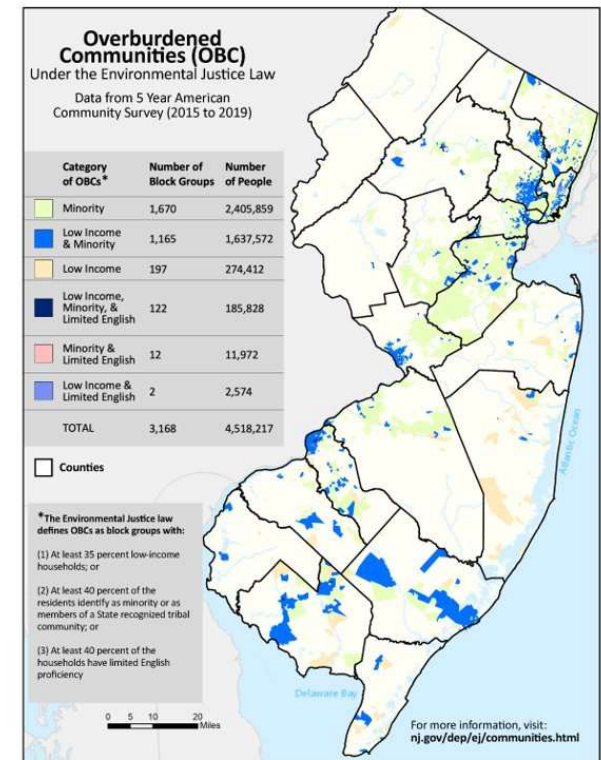 Overburdened
Communities (OBC)
Under the Environmental Justice Law
Data from 5 Year American
Community Survey (2015 to 2019)
Category
of OBCs*
Number of
Block Groups
Number
of People
Minority 1,670 2,405,859
Low Income
& Minority 1,165 1,637,572
Low Income 197 274,412
Low Income,
Minority, &
Limited English 122 185,828
Minority &
Limited English 12 11,972
Low Income &
Limited English 2 2,574
TOTAL 3,168 4,518,217
Counties
*The Environmental Justice law
defines OBCs as block groups with:
(1) At least 35 percent low-income
households; or
(2) At least 40 percent of the
residents identify as minority or as
members of a State recognized tribal
community; or
(3) At least 40 percent of the
households have limited English
proficiency
0 5 10 20
Miles
Delaware Bay
Atlantic Ocean
For more information, visit:
nj.gov/dep/ej/communities.html